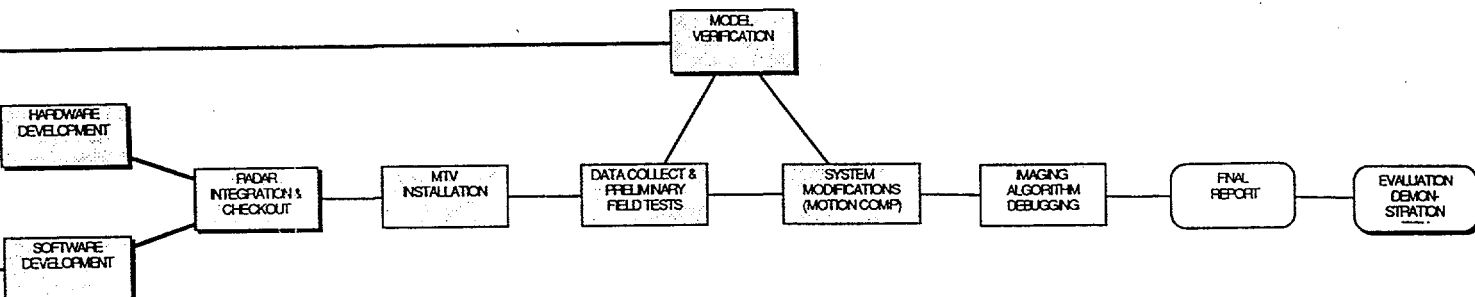 MODEL
VERIFICATION
HARDWARE
DEVELOPMENT
RADAR
INTEGRATION &
CHECKOUT
MTV
INSTALLATION
DATA COLLECT &
PRELIMINARY
FIELD TESTS
SYSTEM
MODIFICATIONS
(MOTION COMP)
IMAGING
ALGORITHM
DEBUGGING
FINAL
REPORT
EVALUATION
DEMON-
STRATION
SOFTWARE
DEVELOPMENT